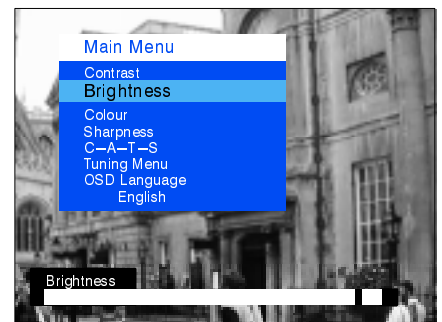 Main Menu
Contrast
Brightness
Colour
Sharpness
C—A—T—S
Tuning Menu
OSD Language
English
Brightness